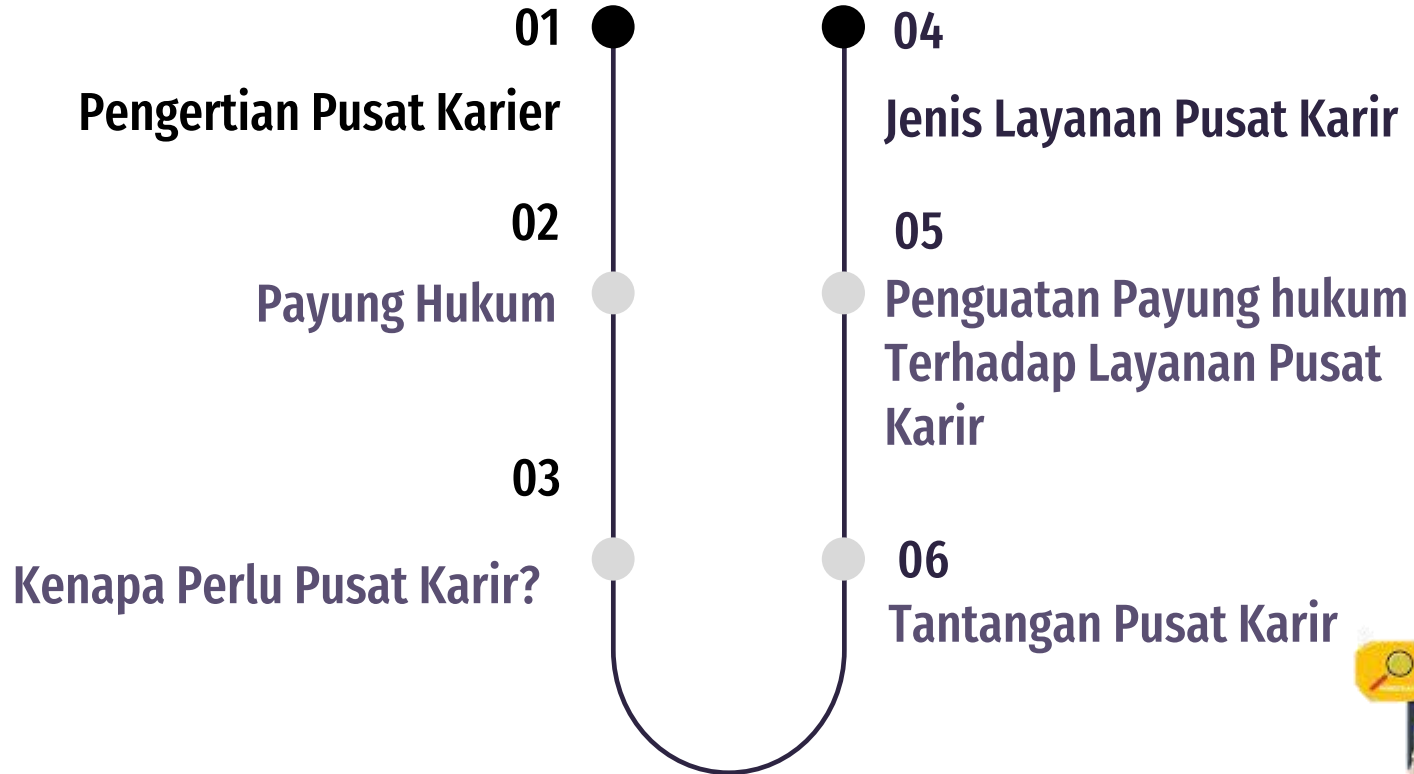 01
Pengertian Pusat Karier
02
Payung Hukum
03
Kenapa Perlu Pusat Karir?
04
Jenis Layanan Pusat Karir
05
Penguatan Payung hukum
Terhadap Layanan Pusat
Karir
06
Tantangan Pusat Karir